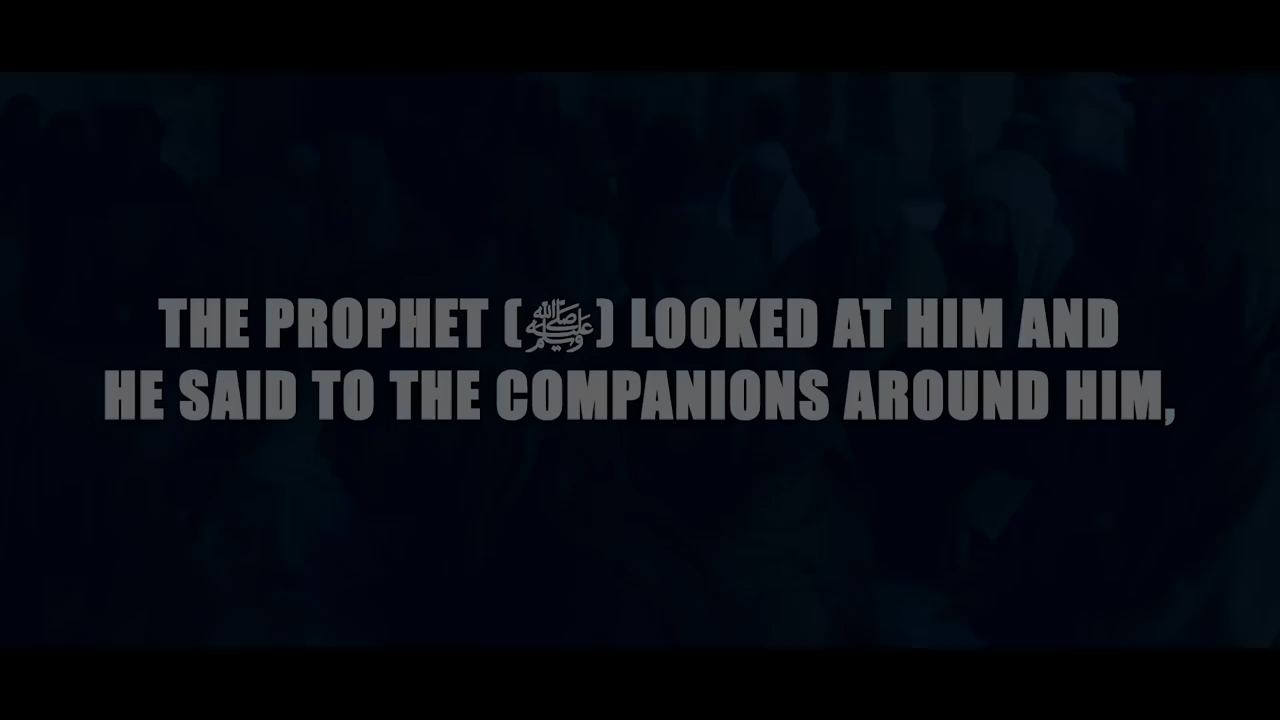 THE PROPHET (ﷺ) LOOKED AT HIM AND
HE SAID TO THE COMPANIONS AROUND HIM,